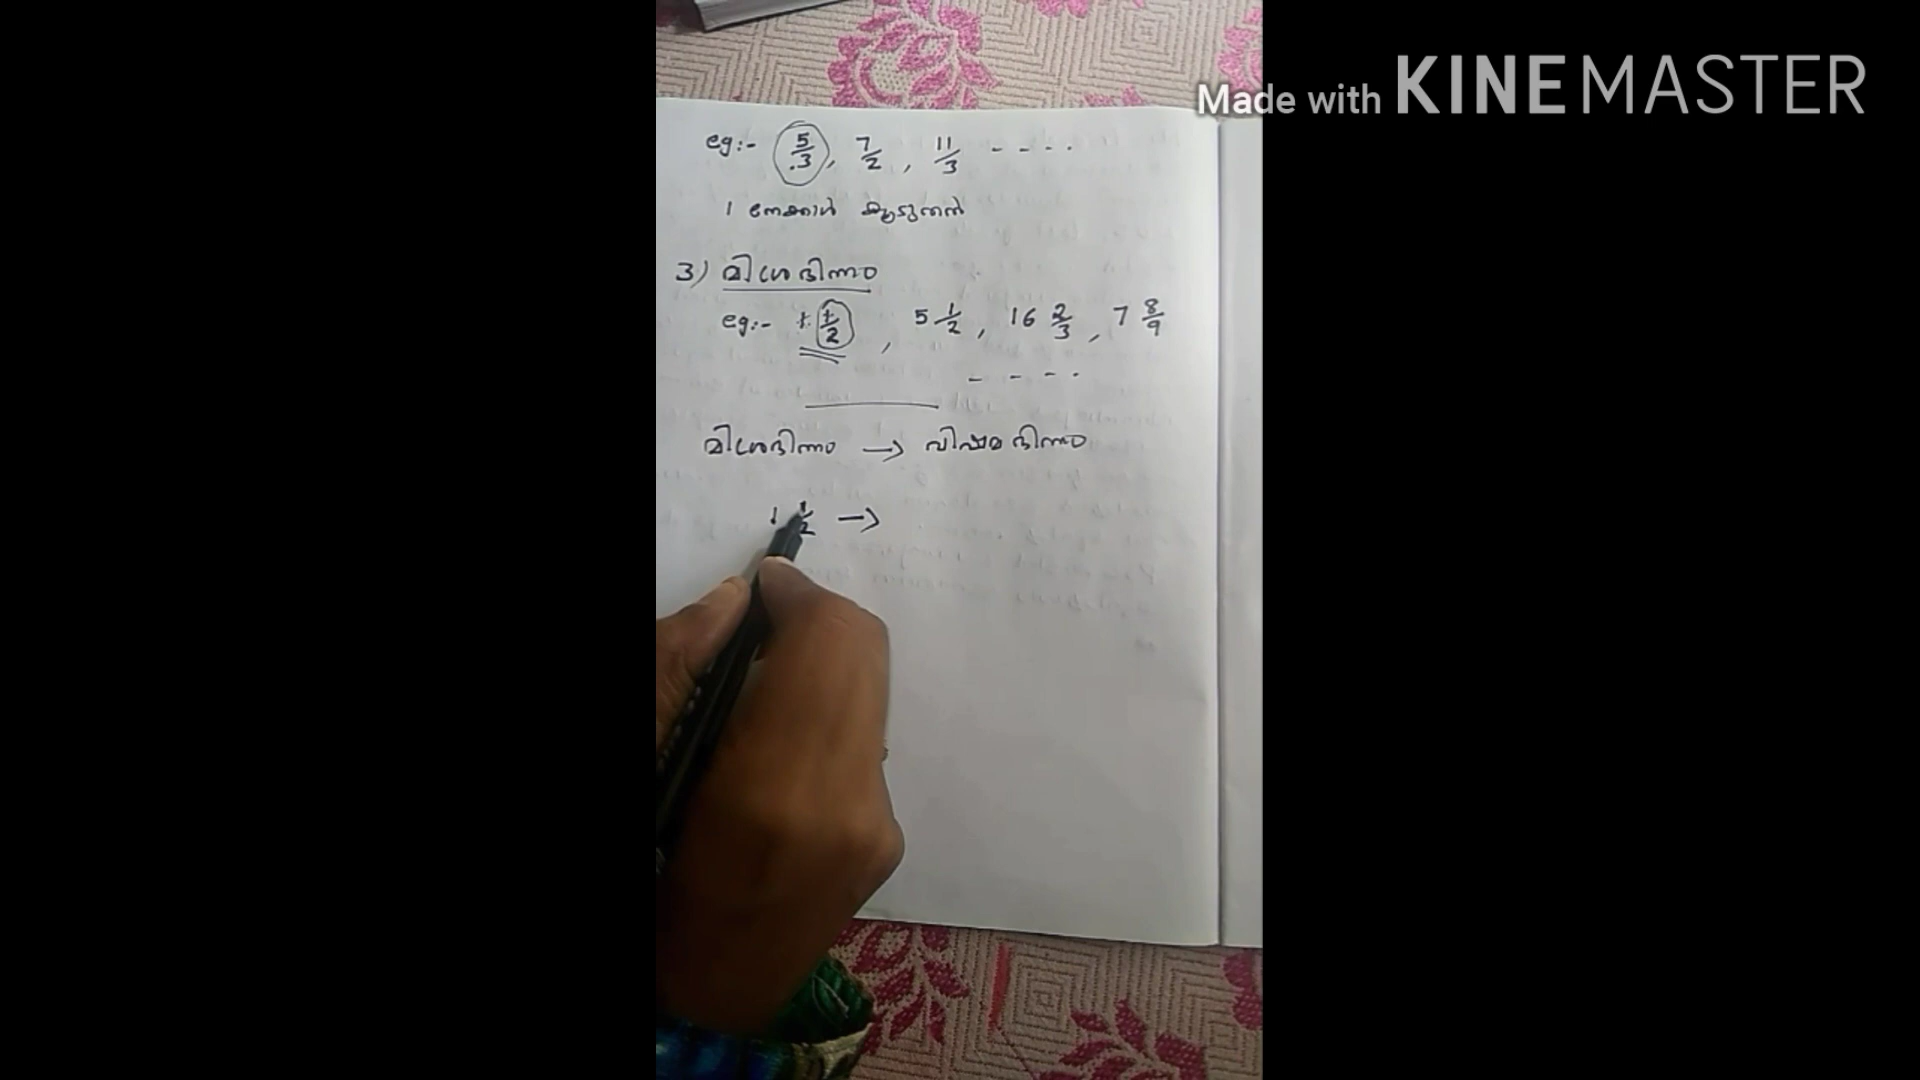 Made with KINEMASTER
eg:- 5/3, 7/2, 11/3 - - - -
1 നേക്കാൾ കൂടുതൽ
3) മിശ്രഭിന്നം
eg:- 1 1/2, 5 1/2, 16 2/3, 7 8/9
- - - -
മിശ്രഭിന്നം → വിഷമഭിന്നം
1 1/2 →